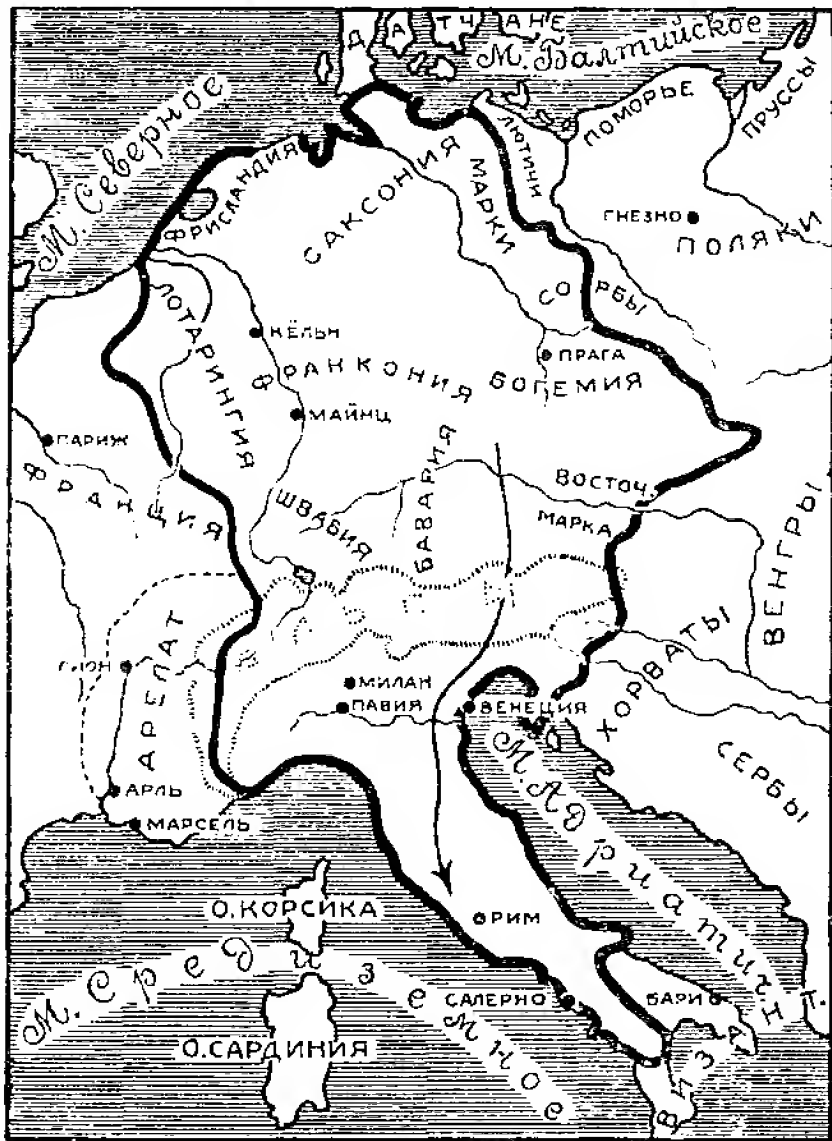 ДАТЧАНЕ
М. Балтийское
М. Северное
ПОМОРЬЕ
ПРУССЫ
ЛЮТИЧИ
ФРИСЛАНДИЯ
САКСОНИЯ
МАРКИ
ГНЕЗНО
ПОЛЯКИ
СОРБЫ
ЛОТАРИНГИЯ
КЁЛЬН
ПРАГА
ФРАНКОНИЯ
БОГЕМИЯ
МАЙНЦ
ПАРИЖ
ФРАНЦИЯ
ШВАБИЯ
БАВАРИЯ
ВОСТОЧ.
МАРКА
ВЕНГРЫ
АЛЬПЫ
ЛИОН
АРЕЛАТ
МИЛАН
ПАВИЯ
ВЕНЕЦИЯ
ХОРВАТЫ
СЕРБЫ
АРЛЬ
МАРСЕЛЬ
М. Адриатич.
О. КОРСИКА
РИМ
М. Средиземное
САЛЕРНО
БАРИ
О. САРДИНИЯ
ВИЗАНТ.